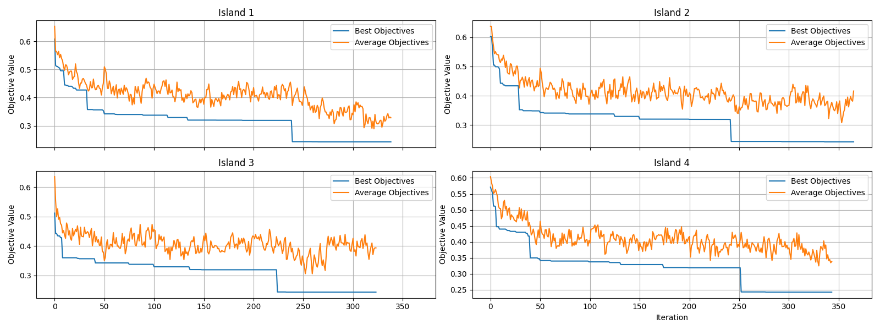 Island 1
Objective Value
0.6
0.5
0.4
0.3
Best Objectives
Average Objectives
Island 2
Objective Value
0.6
0.5
0.4
0.3
Best Objectives
Average Objectives
Island 3
Objective Value
0.6
0.5
0.4
0.3
Best Objectives
Average Objectives
0 50 100 150 200 250 300 350
Island 4
Objective Value
0.60
0.55
0.50
0.45
0.40
0.35
0.30
0.25
Best Objectives
Average Objectives
0 50 100 150 200 250 300 350
Iteration